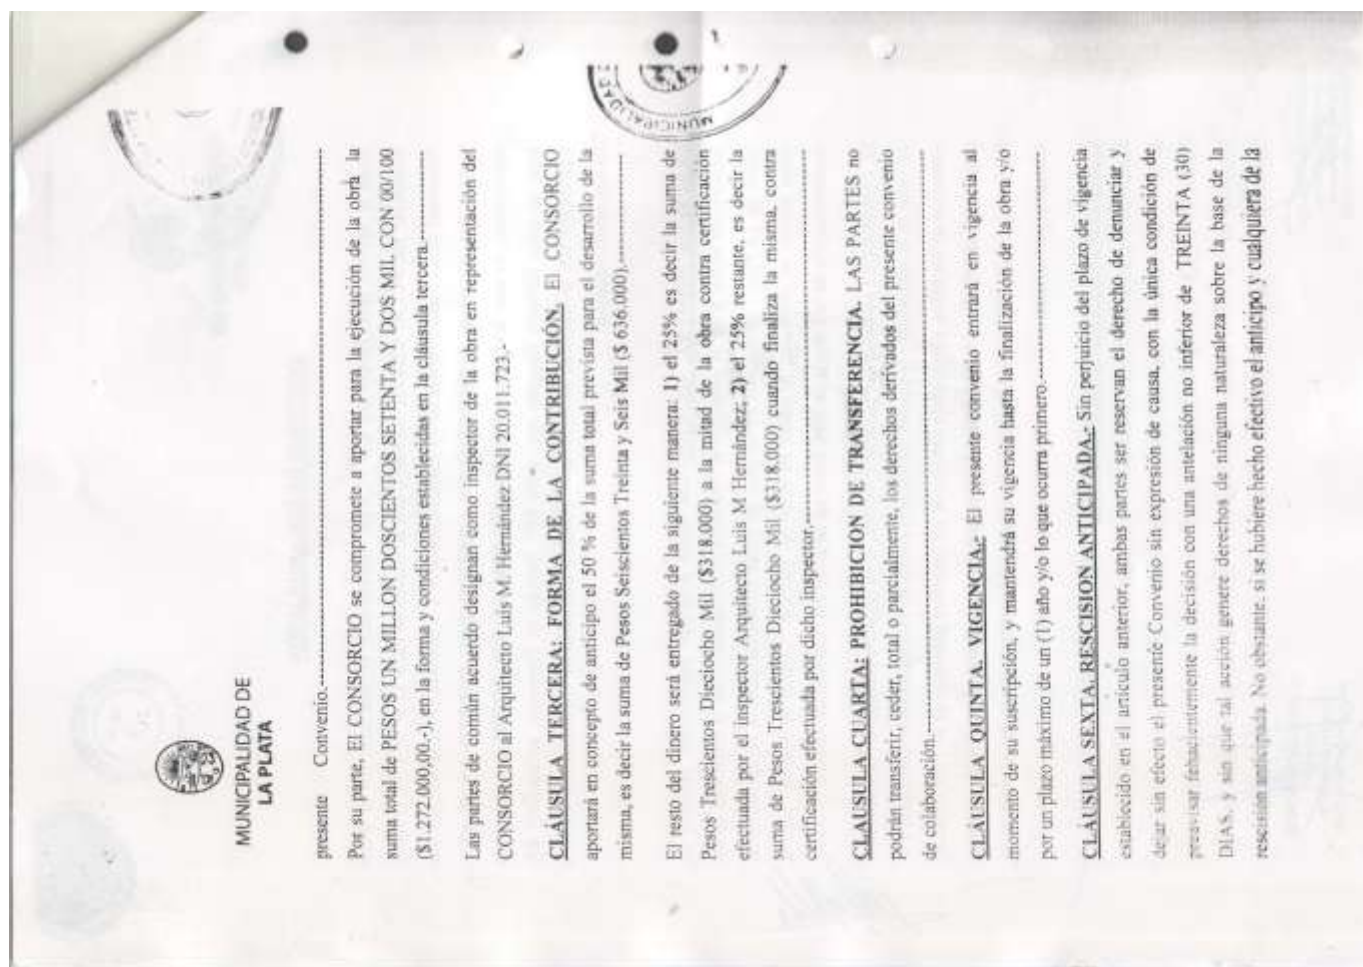 MUNICIPALIDAD DE
LA PLATA
MUNICIPALIDAD
presente Convenio.-----
Por su parte, El CONSORCIO se compromete a aportar para la ejecución de la obra la
suma total de PESOS UN MILLON DOSCIENTOS SETENTA Y DOS MIL CON 00/100
($1.272.000,00.-), en la forma y condiciones establecidas en la cláusula tercera.-----
Las partes de común acuerdo designan como inspector de la obra en representación del
CONSORCIO al Arquitecto Luis M. Hernández DNI 20.011.723.-
CLÁUSULA TERCERA: FORMA DE LA CONTRIBUCIÓN. El CONSORCIO
aportará en concepto de anticipo el 50 % de la suma total prevista para el desarrollo de la
misma, es decir la suma de Pesos Seiscientos Treinta y Seis Mil ($ 636.000).-----
El resto del dinero será entregado de la siguiente manera: 1) el 25% es decir la suma de
Pesos Trescientos Dieciocho Mil ($318.000) a la mitad de la obra contra certificación
efectuada por el inspector Arquitecto Luis M Hernández; 2) el 25% restante, es decir la
suma de Pesos Trescientos Dieciocho Mil ($318.000) cuando finaliza la misma, contra
certificación efectuada por dicho inspector.-----
CLAUSULA CUARTA: PROHIBICION DE TRANSFERENCIA. LAS PARTES no
podrán transferir, ceder, total o parcialmente, los derechos derivados del presente convenio
de colaboración.-----
CLÁUSULA QUINTA. VIGENCIA.- El presente convenio entrará en vigencia al
momento de su suscripción, y mantendrá su vigencia hasta la finalización de la obra y/o
por un plazo máximo de un (1) año y/o lo que ocurra primero.-----
CLÁUSULA SEXTA. RESCISION ANTICIPADA.- Sin perjuicio del plazo de vigencia
establecido en el artículo anterior, ambas partes ser reservan el derecho de denunciar y
dejar sin efecto el presente Convenio sin expresión de causa, con la única condición de
preavisar fehacientemente la decisión con una antelación no inferior de TREINTA (30)
DIAS, y sin que tal acción genere derechos de ninguna naturaleza sobre la base de la
rescisión anticipada. No obstante, si se hubiere hecho efectivo el anticipo y cualquiera de la